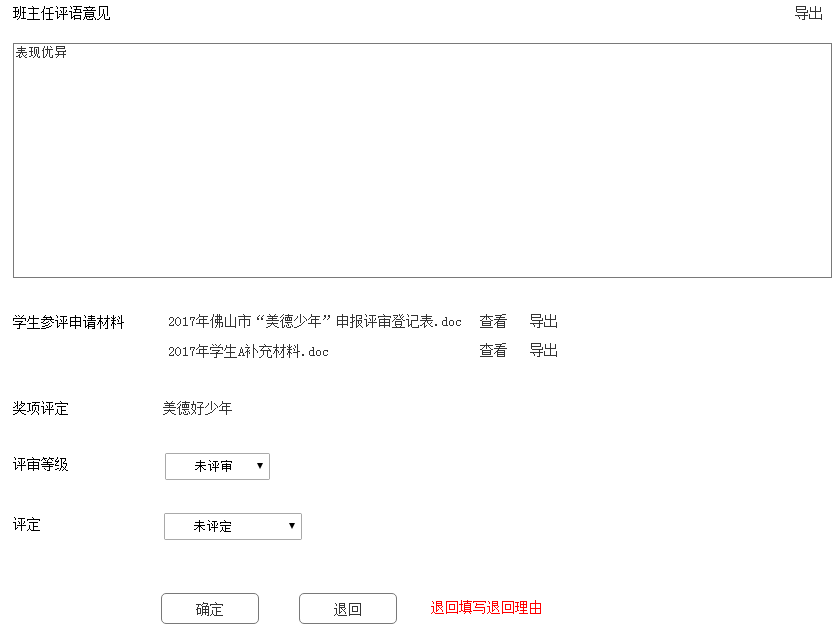 班主任评语意见 导出
表现优异
学生参评申请材料 2017年佛山市“美德少年”申报评审登记表.doc 查看 导出
2017年学生A补充材料.doc 查看 导出
奖项评定 美德好少年
评审等级 未评审
评定 未评定
确定 退回 退回填写退回理由